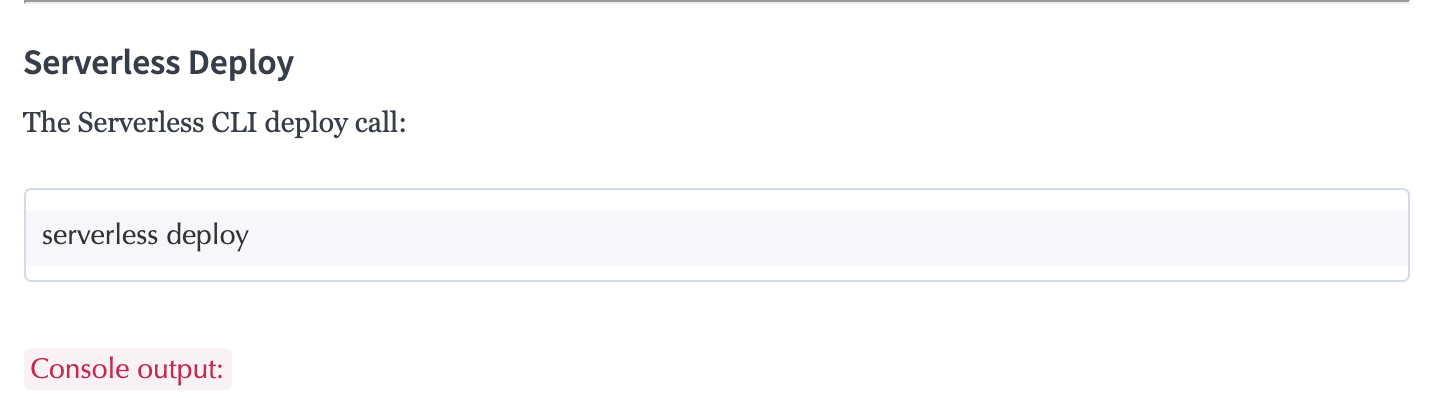 Serverless Deploy
The Serverless CLI deploy call:
serverless deploy
Console output: